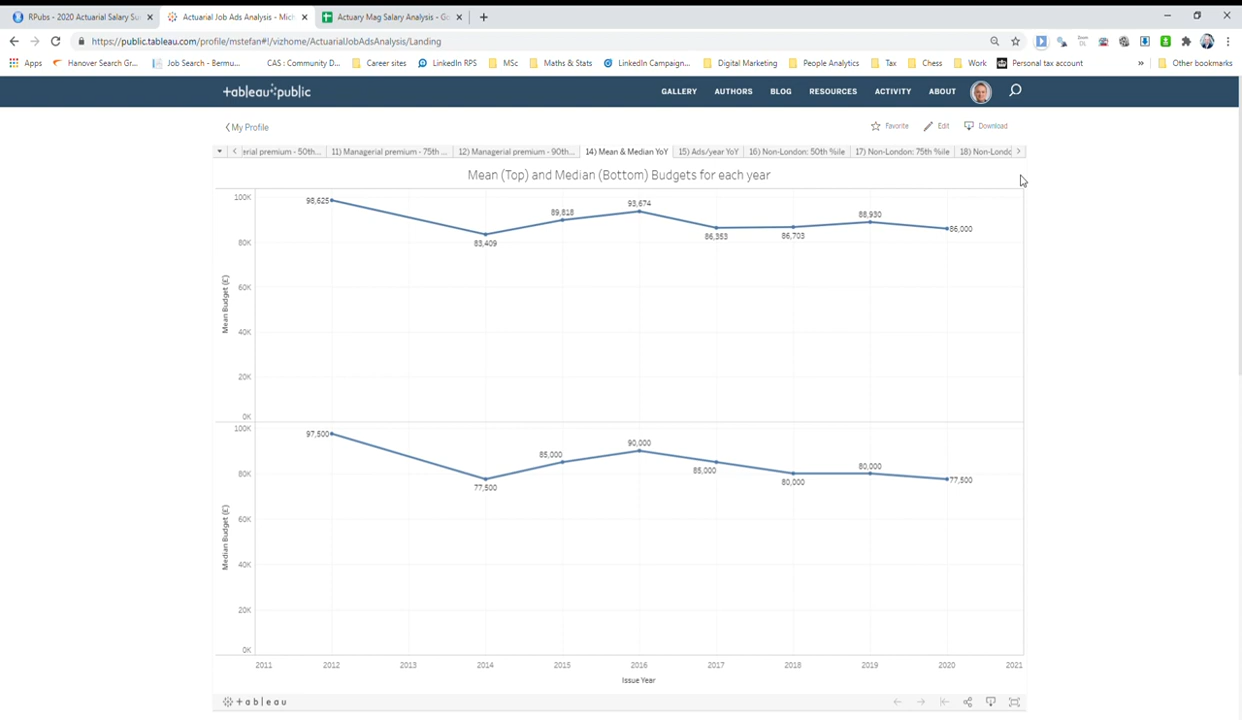 RPubs - 2020 Actuarial Salary Su
Actuarial Job Ads Analysis - Mich
Actuary Mag Salary Analysis - Go
https://public.tableau.com/profile/mstefan#!/vizhome/ActuarialJobAdsAnalysis/Landing
Apps
Hanover Search Gr...
Job Search - Bermu...
CAS : Community D...
Career sites
LinkedIn RPS
MSc
Maths & Stats
LinkedIn Campaign...
Digital Marketing
People Analytics
Tax
Chess
Work
Personal tax account
»
Other bookmarks
+ableau public
GALLERY
AUTHORS
BLOG
RESOURCES
ACTIVITY
ABOUT
My Profile
Favorite
Edit
Download
erial premium - 50th...
11) Managerial premium - 75th ...
12) Managerial premium - 90th...
14) Mean & Median YoY
15) Ads/year YoY
16) Non-London: 50th %ile
17) Non-London: 75th %ile
18) Non-Londo
Mean (Top) and Median (Bottom) Budgets for each year
100K
80K
60K
40K
20K
0K
Mean Budget (£)
98,625
83,409
89,818
93,674
86,353
86,703
88,930
86,000
100K
80K
60K
40K
20K
0K
Median Budget (£)
97,500
77,500
85,000
90,000
85,000
80,000
80,000
77,500
2011
2012
2013
2014
2015
2016
2017
2018
2019
2020
2021
Issue Year
+ a b l e a u